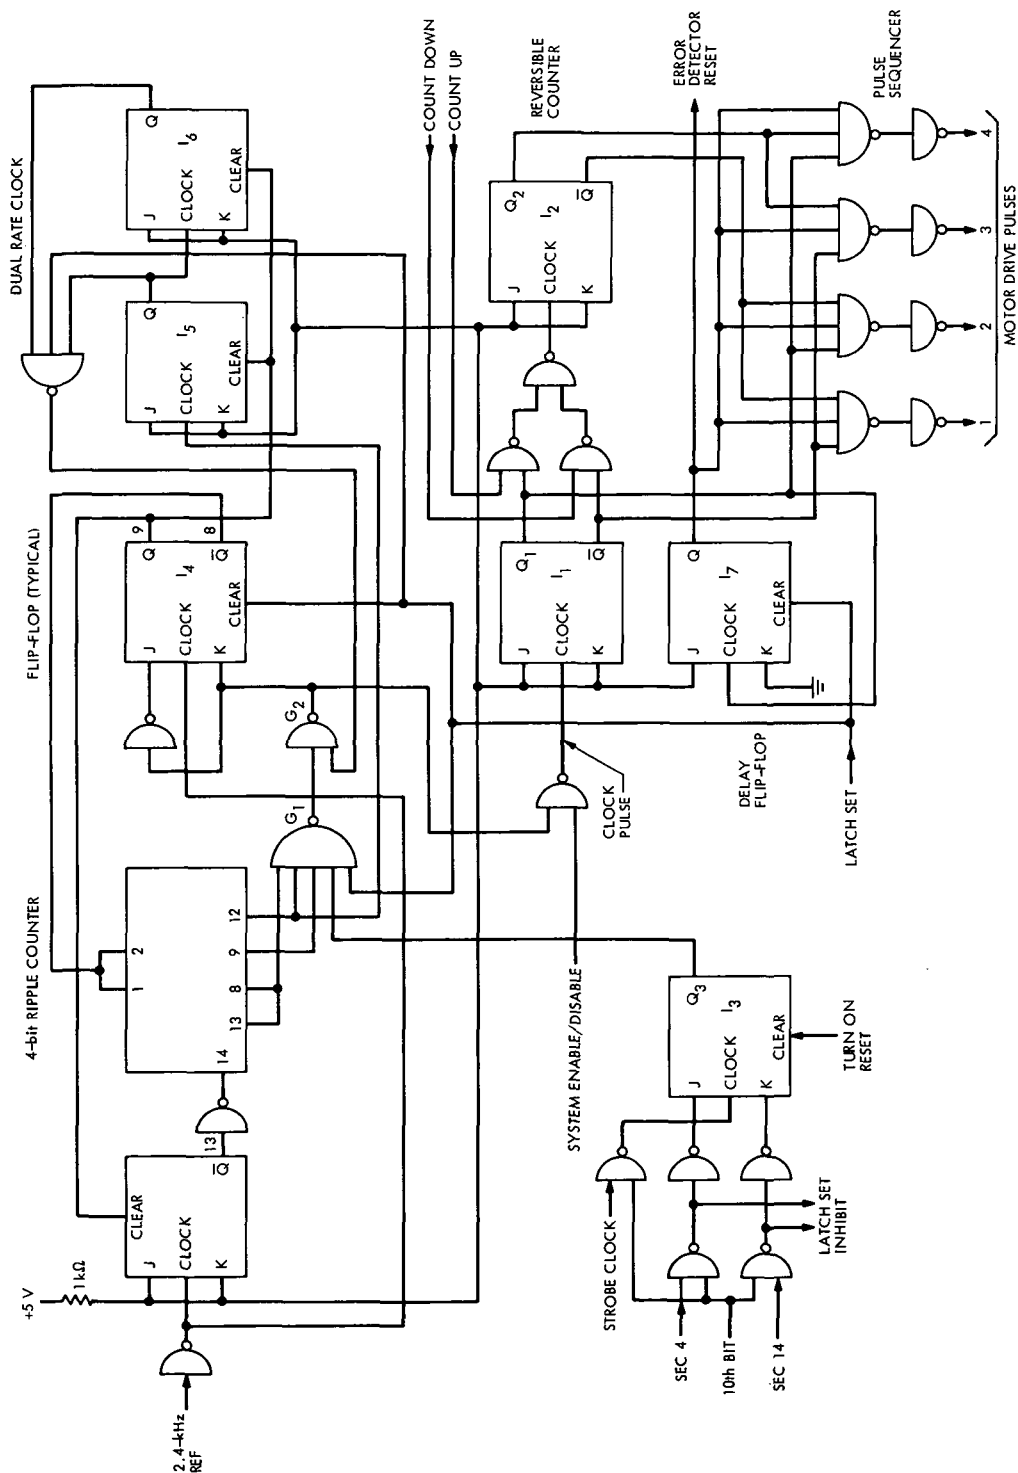 DUAL RATE CLOCK
FLIP-FLOP (TYPICAL)
4-bit RIPPLE COUNTER
+5 V
1 kΩ
2.4-kHz
REF
CLEAR
J
CLOCK
K
Q̅
13
14
1
2
13
8
9
12
G₁
G₂
J
CLOCK
K
Q
9
I₄
8
Q̅
CLEAR
J
CLOCK
K
Q
I₅
CLEAR
J
CLOCK
K
Q
I₆
CLEAR
COUNT DOWN
COUNT UP
REVERSIBLE
COUNTER
J
CLOCK
K
Q₂
I₂
Q̅
J
CLOCK
K
Q₁
I₁
Q̅
CLOCK
PULSE
SYSTEM ENABLE/DISABLE
ERROR
DETECTOR
RESET
J
CLOCK
K
Q
I₇
CLEAR
DELAY
FLIP-FLOP
LATCH SET
PULSE
SEQUENCER
1
2
3
4
MOTOR DRIVE PULSES
STROBE CLOCK
SEC 4
10th BIT
SEC 14
LATCH SET
INHIBIT
J
CLOCK
K
Q₃
I₃
CLEAR
TURN ON
RESET